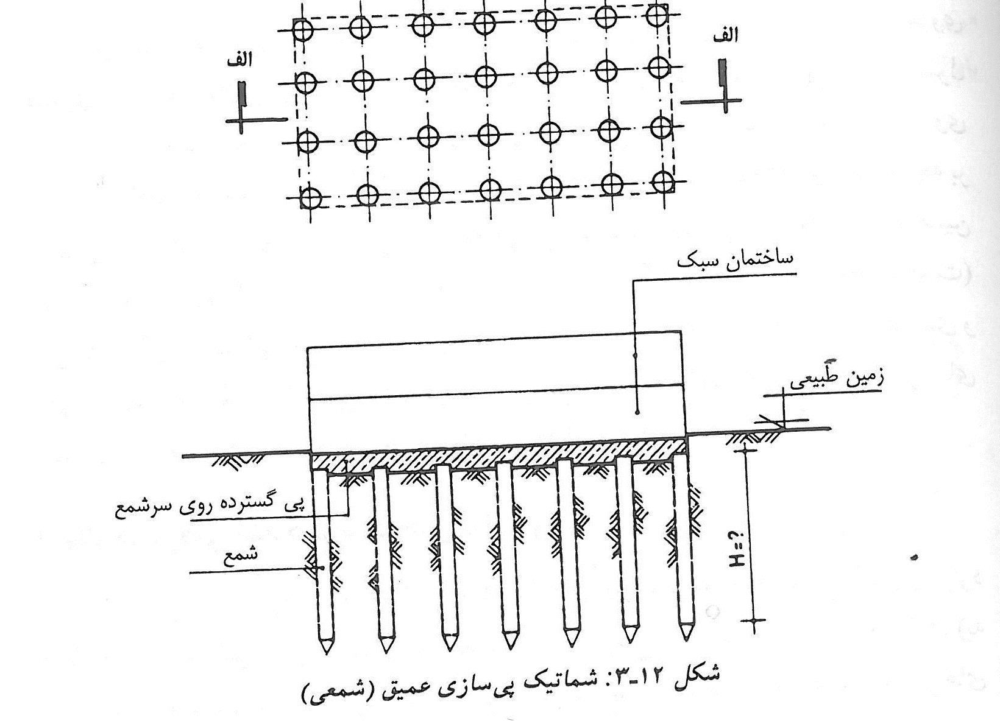 الف
الف
ساختمان سبک
زمین طبیعی
پی گسترده روی سرشمع
شمع
H=?
شکل ۱۲-۳: شماتیک پی‌سازی عمیق (شمعی)